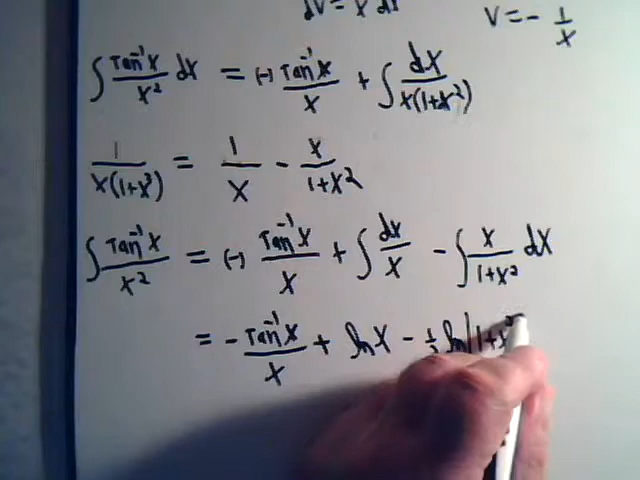 dv = x dx v = - 1/x
∫ Tan⁻¹x/x² dx = (-) Tan⁻¹x/x + ∫ dx/x(1+x²)
1/x(1+x²) = 1/x - x/1+x²
∫ Tan⁻¹x/x² = (-) Tan⁻¹x/x + ∫ dx/x - ∫ x/1+x² dx
= - Tan⁻¹x/x + ln x - ½ ln|1+x²